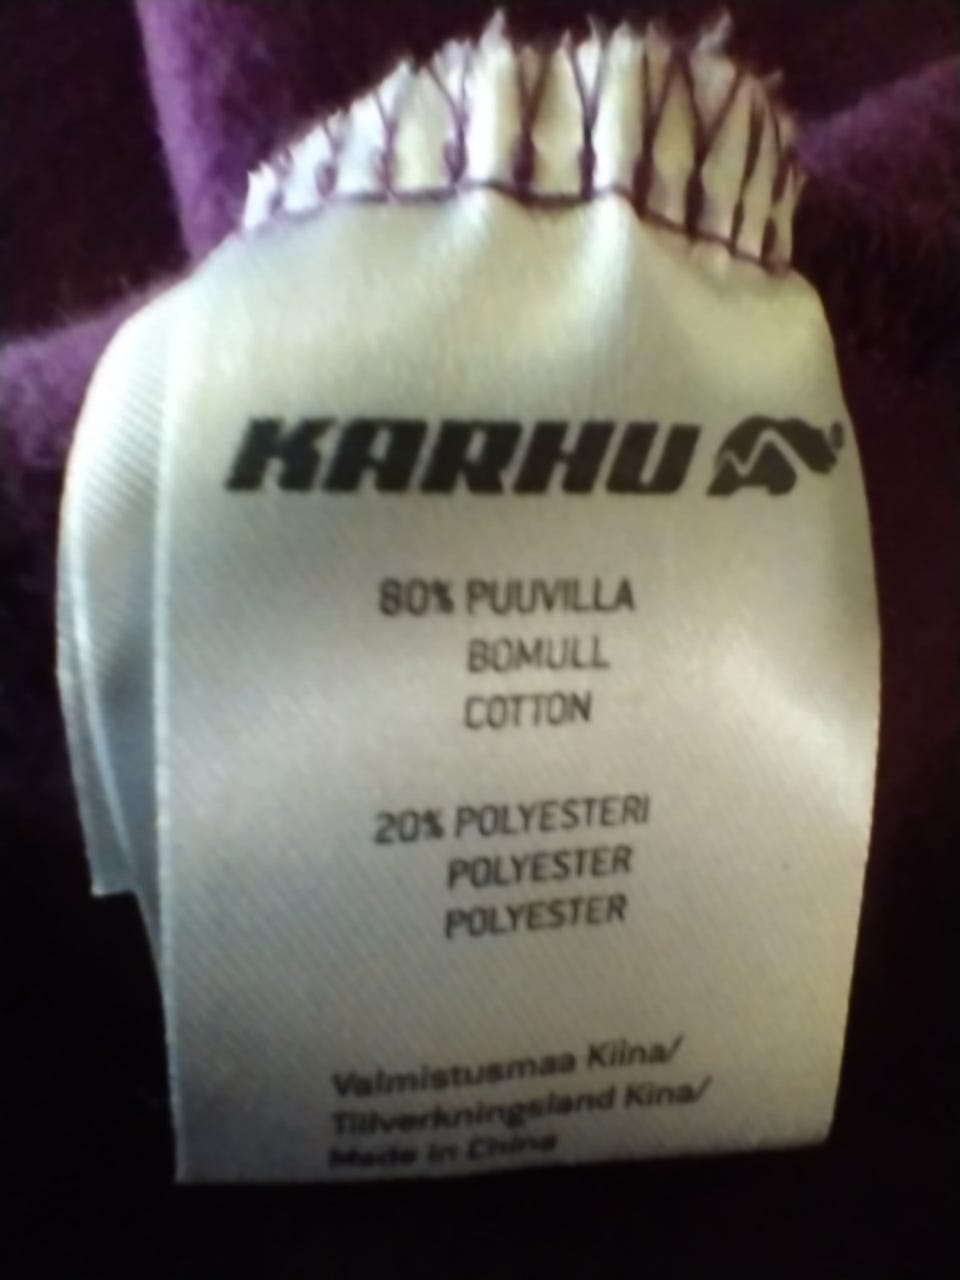 KARHU
80% PUUVILLA
BOMULL
COTTON
20% POLYESTERI
POLYESTER
POLYESTER
Valmistusmaa Kiina/
Tillverkningsland Kina/
Made in China